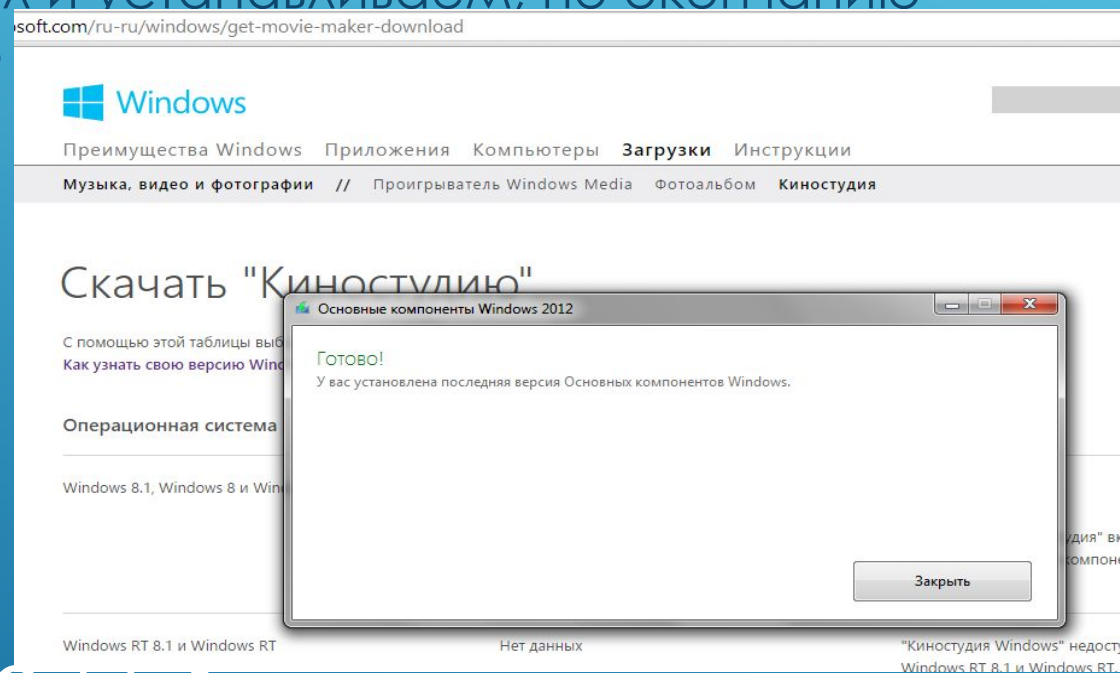 и устанавливаем, по окончанию
soft.com/ru-ru/windows/get-movie-maker-download
Windows
Преимущества Windows Приложения Компьютеры Загрузки Инструкции
Музыка, видео и фотографии // Проигрыватель Windows Media Фотоальбом Киностудия
Скачать "Киностудию"
Основные компоненты Windows 2012
С помощью этой таблицы
Готово!
Как узнать свою версию
У вас установлена последняя версия Основных компонентов Windows.
Операционная система
Windows 8.1, Windows 8 и
Закрыть
Windows RT 8.1 и Windows RT
Нет данных
"Киностудия Windows"
Windows RT 8.1 и Windows RT.